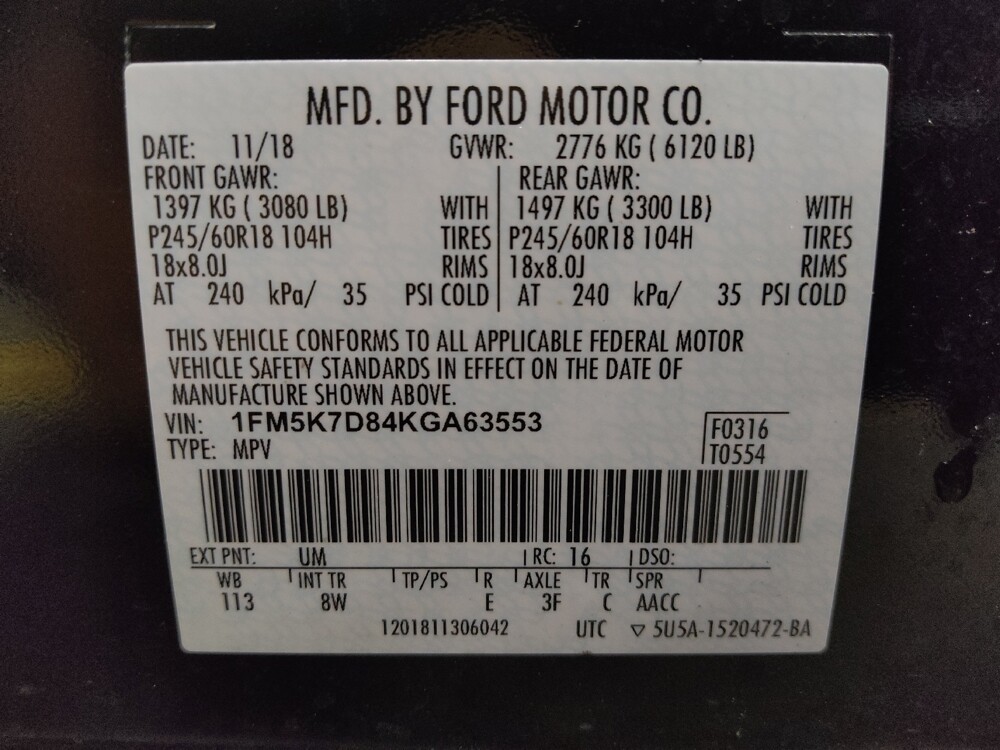 MFD. BY FORD MOTOR CO.
DATE: 11/18 GVWR: 2776 KG ( 6120 LB)
FRONT GAWR: REAR GAWR:
1397 KG ( 3080 LB) WITH 1497 KG ( 3300 LB) WITH
P245/60R18 104H TIRES P245/60R18 104H TIRES
18x8.0J RIMS 18x8.0J RIMS
AT 240 kPa/ 35 PSI COLD AT 240 kPa/ 35 PSI COLD
THIS VEHICLE CONFORMS TO ALL APPLICABLE FEDERAL MOTOR
VEHICLE SAFETY STANDARDS IN EFFECT ON THE DATE OF
MANUFACTURE SHOWN ABOVE.
VIN: 1FM5K7D84KGA63553 F0316
TYPE: MPV T0554
EXT PNT: UM RC: 16 DSO:
WB INT TR TP/PS R AXLE TR SPR
113 8W E 3F C AACC
1201811306042 UTC ▽ 5U5A-1520472-BA